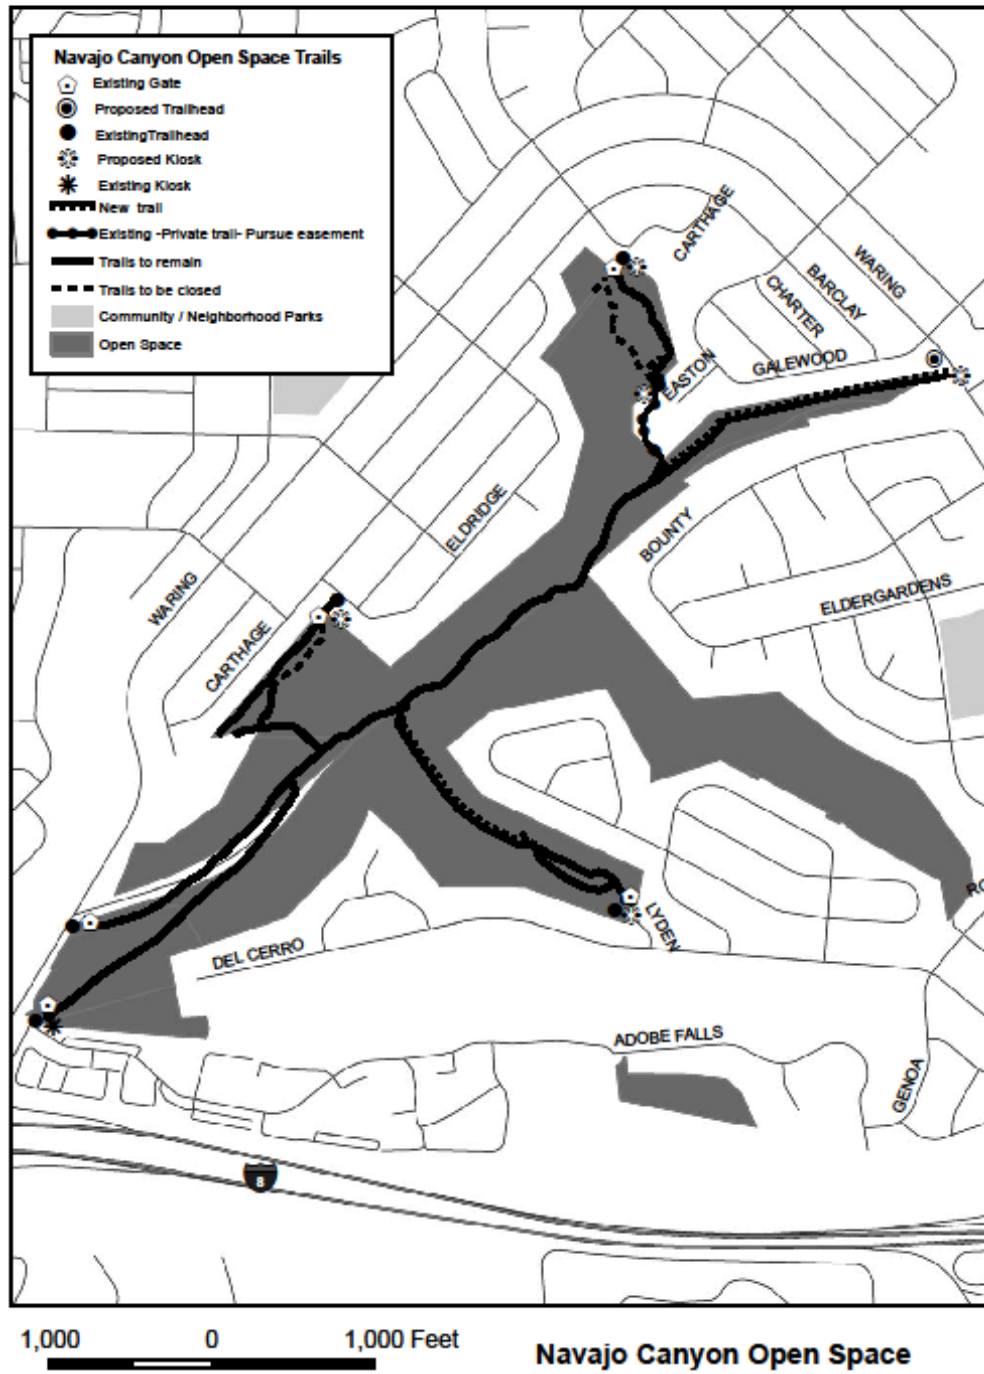 Navajo Canyon Open Space Trails
Existing Gate
Proposed Trailhead
ExistingTrailhead
Proposed Kiosk
Existing Kiosk
New trail
Existing -Private trail- Pursue easement
Trails to remain
Trails to be closed
Community / Neighborhood Parks
Open Space
CARTHAGE
WARING
BARCLAY
CHARTER
GALEWOOD
EASTON
ELDRIDGE
BOUNTY
WARING
ELDERGARDENS
CARTHAGE
RO
LYDEN
DEL CERRO
ADOBE FALLS
GENOA
8
1,000 0 1,000 Feet
Navajo Canyon Open Space